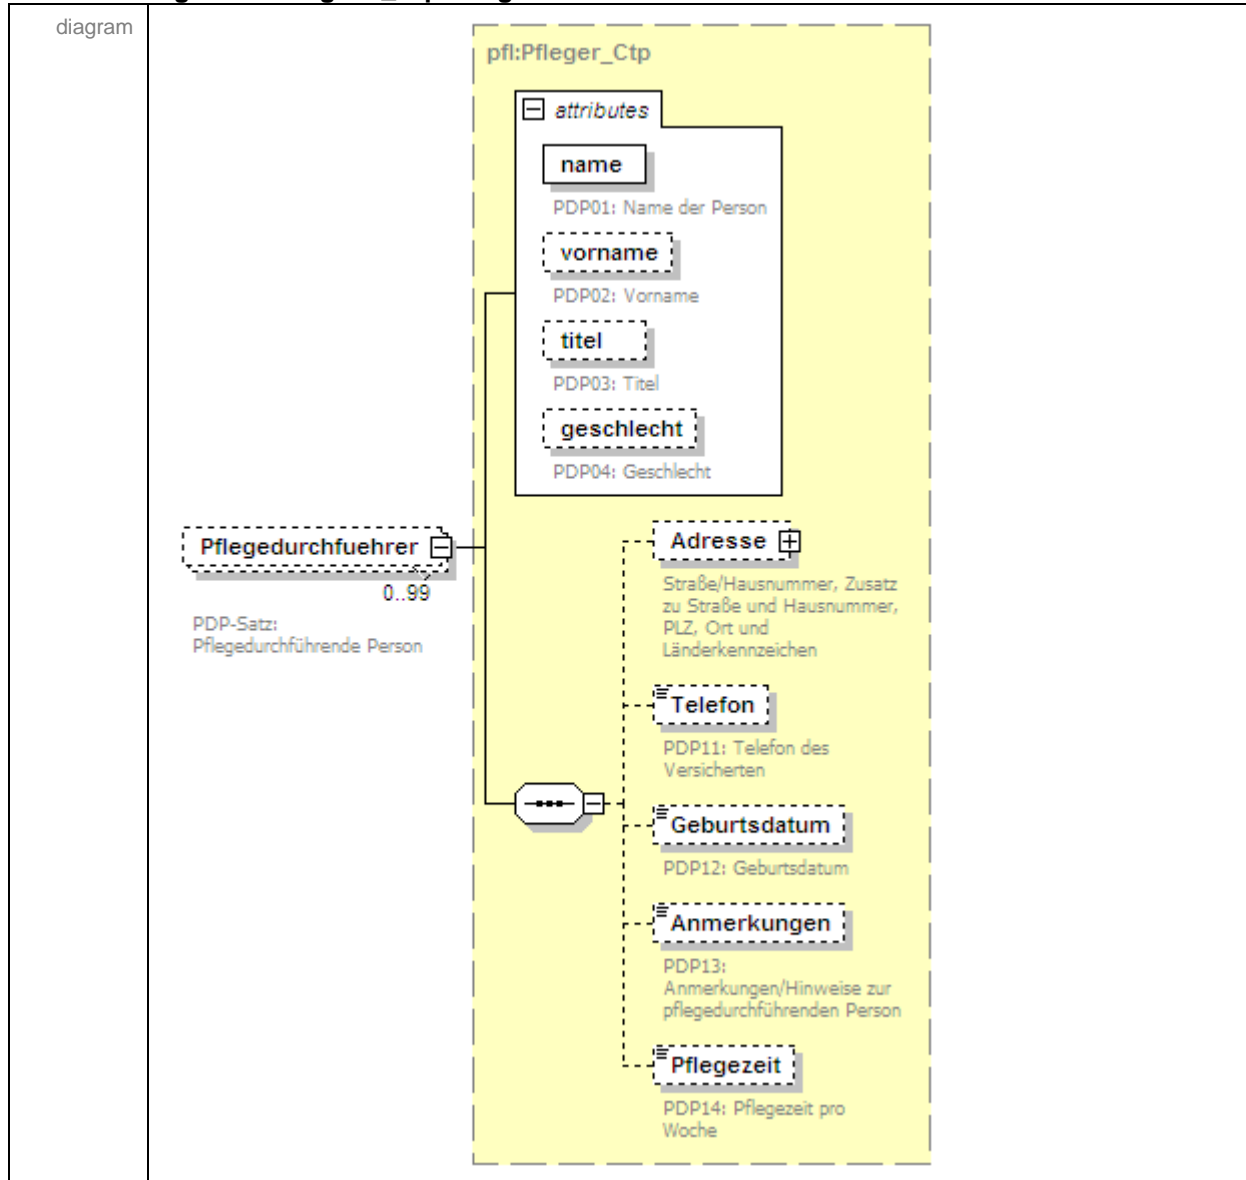 diagram
pfl:Pfleger_Ctp
attributes
name
PDP01: Name der Person
vorname
PDP02: Vorname
titel
PDP03: Titel
geschlecht
PDP04: Geschlecht
Pflegedurchfuehrer
0..99
PDP-Satz:
Pflegedurchführende Person
Adresse
Straße/Hausnummer, Zusatz
zu Straße und Hausnummer,
PLZ, Ort und
Länderkennzeichen
Telefon
PDP11: Telefon des
Versicherten
Geburtsdatum
PDP12: Geburtsdatum
Anmerkungen
PDP13:
Anmerkungen/Hinweise zur
pflegedurchführenden Person
Pflegezeit
PDP14: Pflegezeit pro
Woche